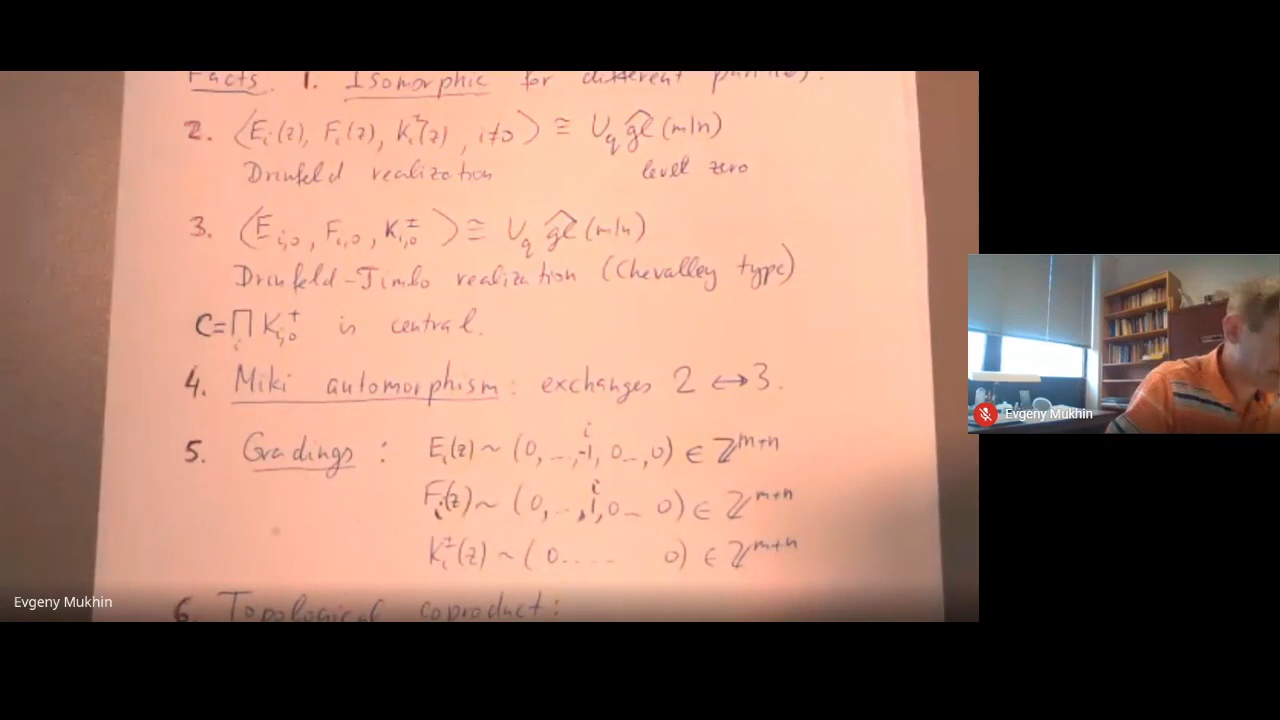 Facts. 1. Isomorphic for different parities.
2. ⟨E_i(z), F_i(z), K_i^±(z), i≠0⟩ ≅ U_q ĝl(m|n)
Drinfeld realization level zero
3. ⟨E_{i,0}, F_{i,0}, K_{i,0}^±⟩ ≅ U_q ĝl(m|n)
Drinfeld-Jimbo realization (Chevalley type)
C=∏_i K_{i,0}^+ is central.
4. Miki automorphism: exchanges 2 ↔ 3.
5. Gradings: E_i(z) ~ (0, ..., -1, 0..., 0) ∈ ℤ^{m+n}
F_i(z) ~ (0, ..., 1, 0... 0) ∈ ℤ^{m+n}
K_i^±(z) ~ (0..... 0) ∈ ℤ^{m+n}
6. Topological coproduct:
Evgeny Mukhin
Evgeny Mukhin